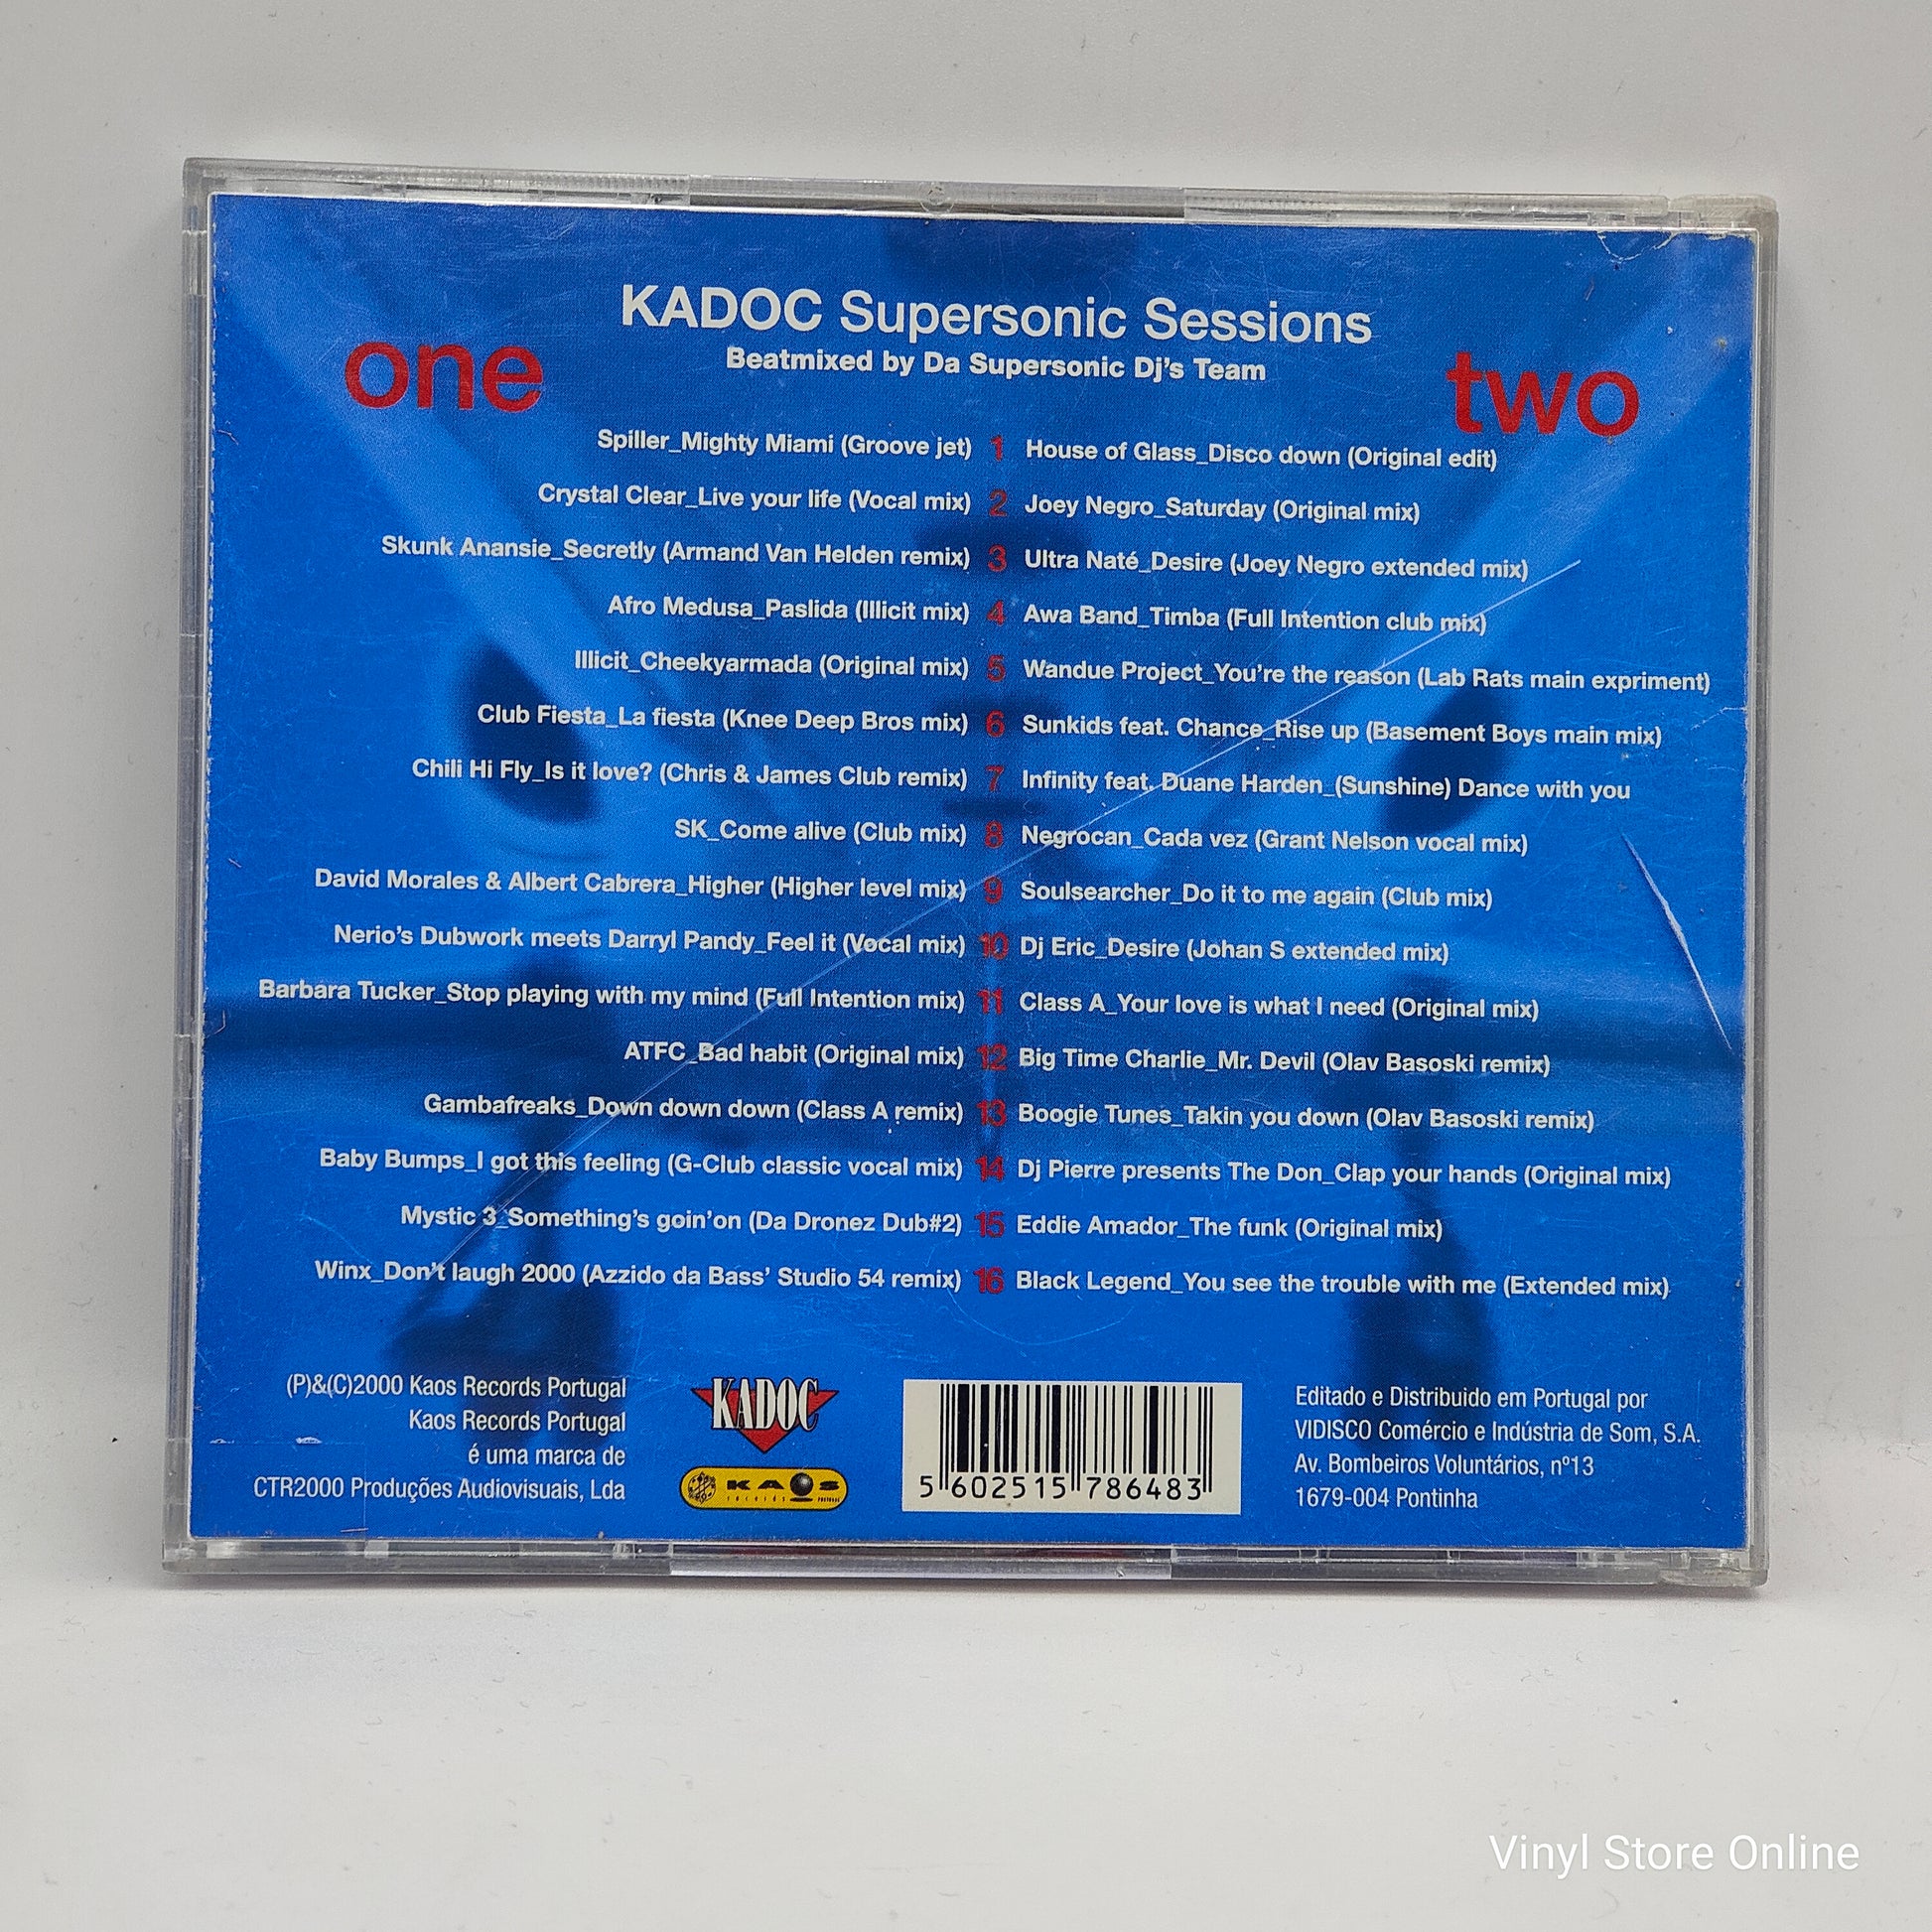 KADOC Supersonic Sessions
Beatmixed by Da Supersonic Dj's Team
one
two
Spiller_Mighty Miami (Groove jet) 1 House of Glass_Disco down (Original edit)
Crystal Clear_Live your life (Vocal mix) 2 Joey Negro_Saturday (Original mix)
Skunk Anansie_Secretly (Armand Van Helden remix) 3 Ultra Naté_Desire (Joey Negro extended mix)
Afro Medusa_Paslida (Illicit mix) 4 Awa Band_Timba (Full Intention club mix)
Illicit_Cheekyarmada (Original mix) 5 Wandue Project_You're the reason (Lab Rats main expriment)
Club Fiesta_La fiesta (Knee Deep Bros mix) 6 Sunkids feat. Chance_Rise up (Basement Boys main mix)
Chili Hi Fly_Is it love? (Chris & James Club remix) 7 Infinity feat. Duane Harden_(Sunshine) Dance with you
SK_Come alive (Club mix) 8 Negrocan_Cada vez (Grant Nelson vocal mix)
David Morales & Albert Cabrera_Higher (Higher level mix) 9 Soulsearcher_Do it to me again (Club mix)
Nerio's Dubwork meets Darryl Pandy_Feel it (Vocal mix) 10 Dj Eric_Desire (Johan S extended mix)
Barbara Tucker_Stop playing with my mind (Full Intention mix) 11 Class A_Your love is what I need (Original mix)
ATFC_Bad habit (Original mix) 12 Big Time Charlie_Mr. Devil (Olav Basoski remix)
Gambafreaks_Down down down (Class A remix) 13 Boogie Tunes_Takin you down (Olav Basoski remix)
Baby Bumps_I got this feeling (G-Club classic vocal mix) 14 Dj Pierre presents The Don_Clap your hands (Original mix)
Mystic 3_Something's goin'on (Da Dronez Dub#2) 15 Eddie Amador_The funk (Original mix)
Winx_Don't laugh 2000 (Azzido da Bass' Studio 54 remix) 16 Black Legend_You see the trouble with me (Extended mix)
(P)&(C)2000 Kaos Records Portugal
Kaos Records Portugal
é uma marca de
CTR2000 Produções Audiovisuais, Lda
KADOC
KAOS
records PORTUGAL
5 602515 786483
Editado e Distribuido em Portugal por
VIDISCO Comércio e Indústria de Som, S.A.
Av. Bombeiros Voluntários, nº13
1679-004 Pontinha
Vinyl Store Online